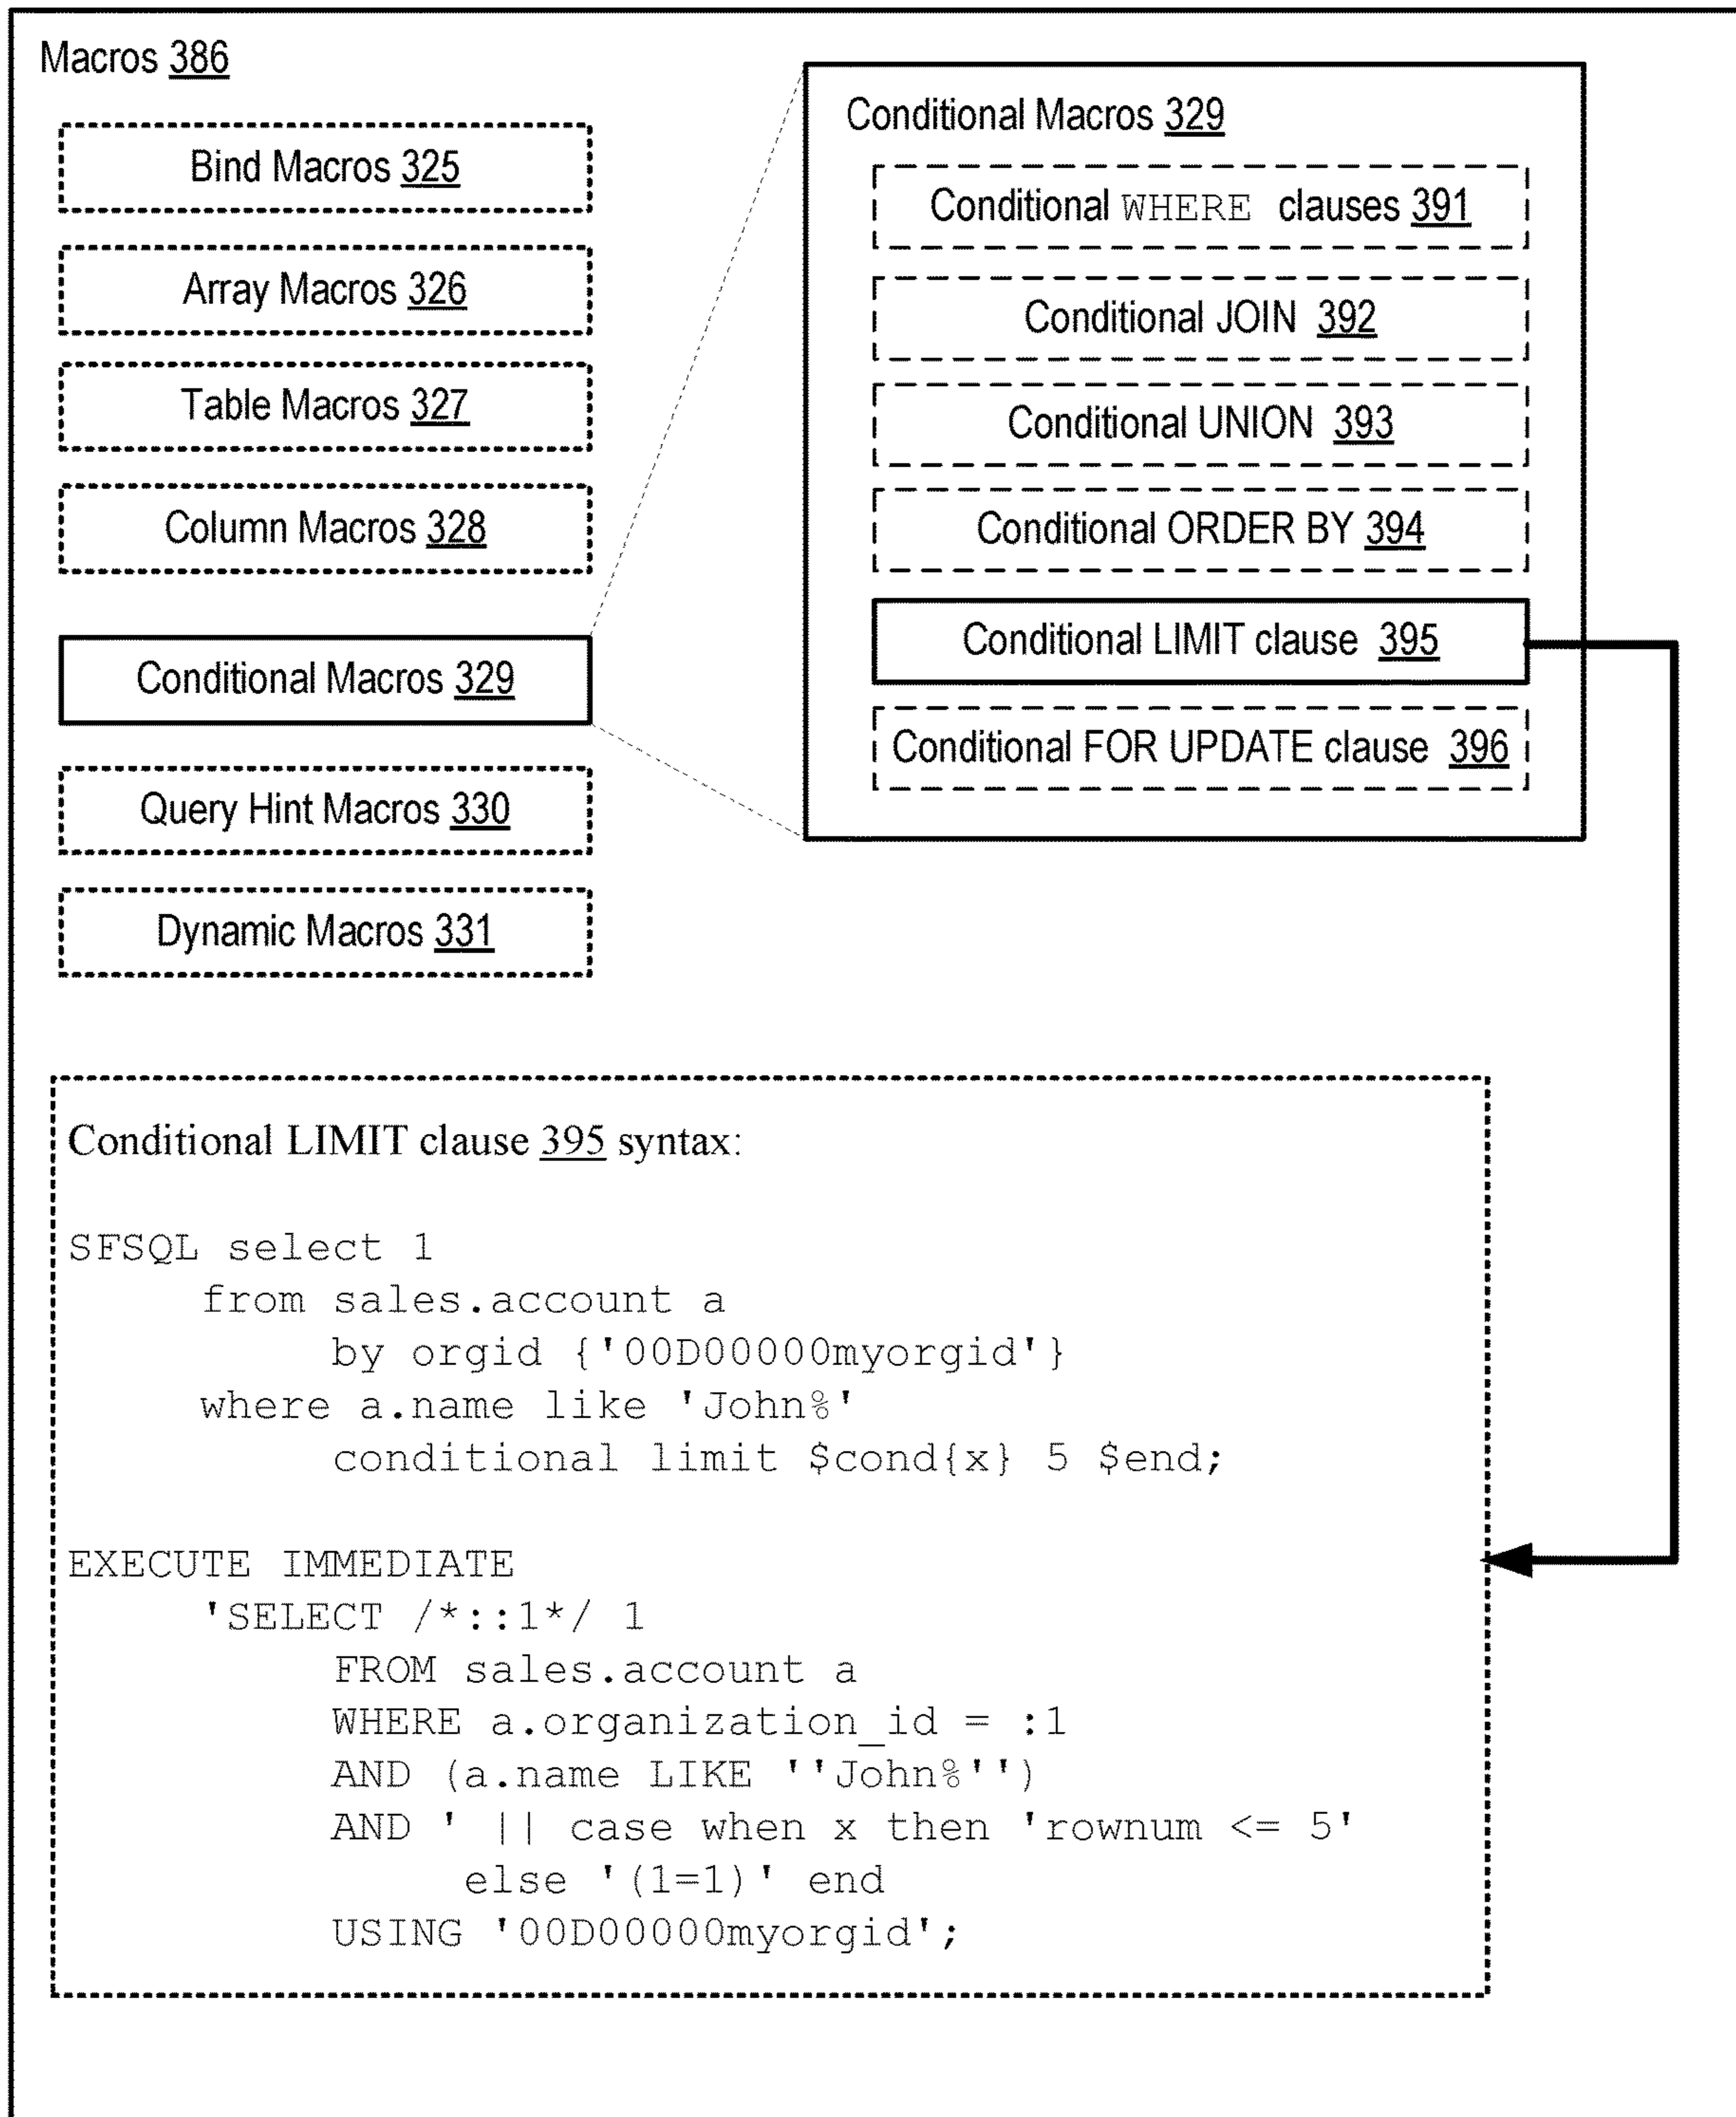 Macros 386
Bind Macros 325
Array Macros 326
Table Macros 327
Column Macros 328
Conditional Macros 329
Query Hint Macros 330
Dynamic Macros 331
Conditional Macros 329
Conditional WHERE clauses 391
Conditional JOIN 392
Conditional UNION 393
Conditional ORDER BY 394
Conditional LIMIT clause 395
Conditional FOR UPDATE clause 396
Conditional LIMIT clause 395 syntax:
SFSQL select 1
from sales.account a
by orgid {'00D00000myorgid'}
where a.name like 'John%'
conditional limit $cond{x} 5 $end;
EXECUTE IMMEDIATE
'SELECT /*::1*/ 1
FROM sales.account a
WHERE a.organization_id = :1
AND (a.name LIKE ''John%'')
AND ' || case when x then 'rownum <= 5'
else '(1=1)' end
USING '00D00000myorgid';